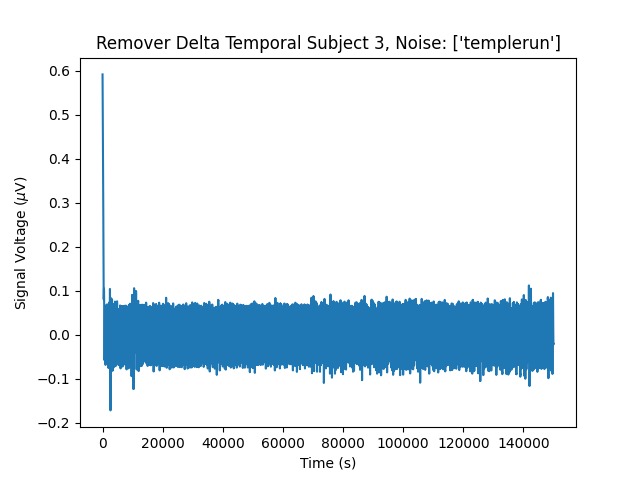 Remover Delta Temporal Subject 3, Noise: ['templerun']
0.6
0.5
0.4
0.3
0.2
0.1
0.0
−0.1
−0.2
Signal Voltage (μV)
0 20000 40000 60000 80000 100000 120000 140000
Time (s)